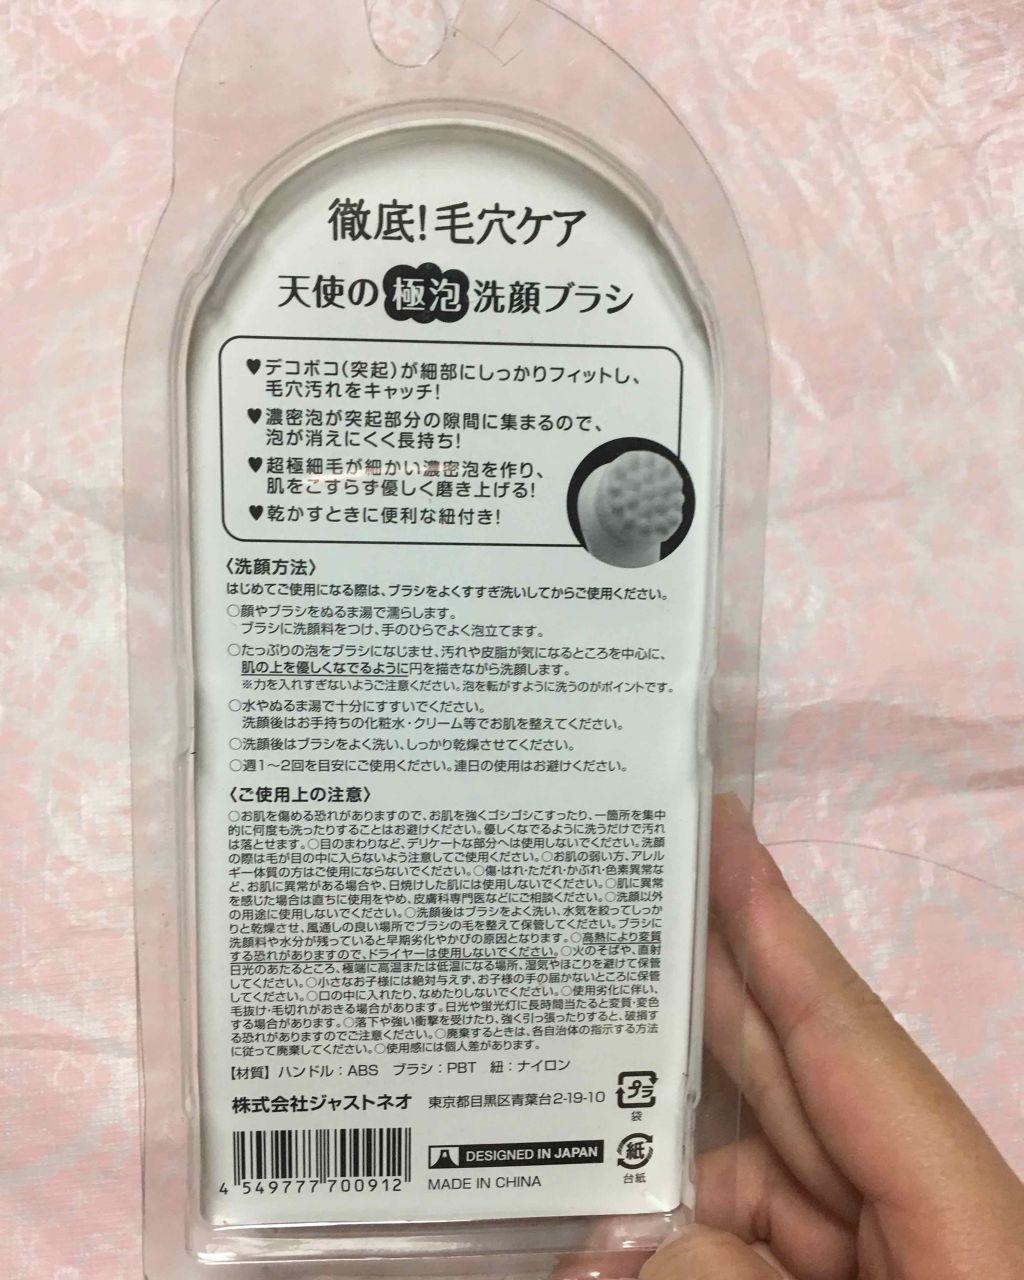 徹底!毛穴ケア
天使の極泡洗顔ブラシ
♥デコボコ(突起)が細部にしっかりフィットし、
毛穴汚れをキャッチ!
♥濃密泡が突起部分の隙間に集まるので、
泡が消えにくく長持ち!
♥超極細毛が細かい濃密泡を作り、
肌をこすらず優しく磨き上げる!
♥乾かすときに便利な紐付き!
〈洗顔方法〉
はじめてご使用になる際は、ブラシをよくすすぎ洗いしてからご使用ください。
○顔やブラシをぬるま湯で濡らします。
ブラシに洗顔料をつけ、手のひらでよく泡立てます。
○たっぷりの泡をブラシになじませ、汚れや皮脂が気になるところを中心に、
肌の上を優しくなでるように円を描きながら洗顔します。
※力を入れすぎないようご注意ください。泡を転がすように洗うのがポイントです。
○水やぬるま湯で十分にすすいでください。
洗顔後はお手持ちの化粧水・クリーム等でお肌を整えてください。
○洗顔後はブラシをよく洗い、しっかり乾燥させてください。
○週1〜2回を目安にご使用ください。連日の使用はお避けください。
〈ご使用上の注意〉
○お肌を傷める恐れがありますので、お肌を強くゴシゴシこすったり、一箇所を集中
的に何度も洗ったりすることはお避けください。優しくなでるように洗うだけで汚れ
は落とせます。○目のまわりなど、デリケートな部分へは使用しないでください。洗顔
の際は毛が目の中に入らないよう注意してご使用ください。○お肌の弱い方、アレル
ギー体質の方はご使用にならないでください。○傷・はれ・ただれ・かぶれ・色素異常な
ど、お肌に異常がある場合や、日焼けした肌には使用しないでください。○肌に異常
を感じた場合は直ちに使用をやめ、皮膚科専門医などにご相談ください。○洗顔以外
の用途に使用しないでください。○洗顔後はブラシをよく洗い、水気を絞ってしっか
りと乾燥させ、風通しの良い場所でブラシの毛を整えて保管してください。ブラシに
洗顔料や水分が残っていると早期劣化やかびの原因となります。○高熱により変質
する恐れがありますので、ドライヤーは使用しないでください。○火のそばや、直射
日光のあたるところ、極端に高温または低温になる場所、湿気やほこりを避けて保管
してください。○小さなお子様には絶対与えず、お子様の手の届かないところに保管
してください。○口の中に入れたり、なめたりしないでください。○使用劣化に伴い、
毛抜け・毛切れがおきる場合があります。日光や蛍光灯に長時間当たると変質・変色
する場合があります。○落下や強い衝撃を受けたり、強く引っ張ったりすると、破損す
る恐れがありますのでご注意ください。○廃棄するときは、各自治体の指示する方法
に従って廃棄してください。○使用感には個人差があります。
【材質】ハンドル:ABS ブラシ:PBT 紐:ナイロン
株式会社ジャストネオ 東京都目黒区青葉台2-19-10
プラ
袋
DESIGNED IN JAPAN
MADE IN CHINA
紙
台紙
4 549777 700912